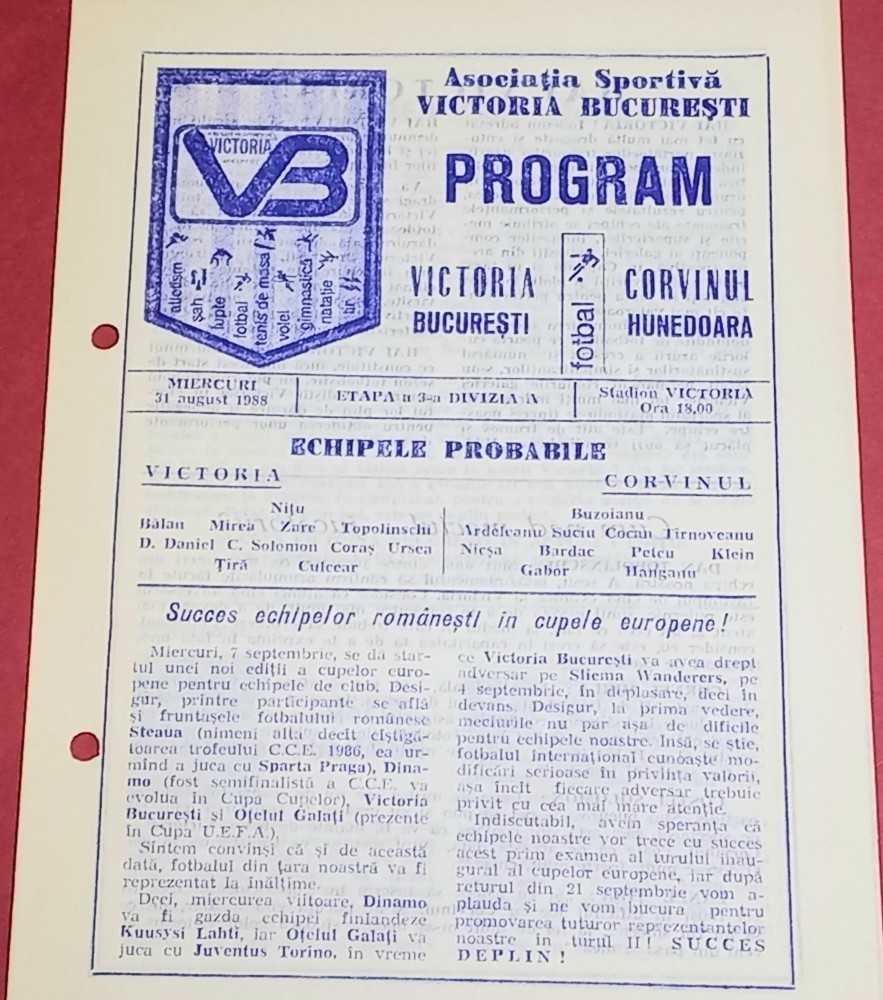 Asociația Sportivă
VICTORIA BUCUREȘTI
PROGRAM
VICTORIA
VB
atletism
șah
lupte
fotbal
tenis de masă
volei
gimnastică
natație
tir
VICTORIA
BUCUREȘTI
fotbal
CORVINUL
HUNEDOARA
MIERCURI
31 august 1988
ETAPA a 3-a DIVIZIA A
Stadion VICTORIA
Ora 18,00
ECHIPELE PROBABILE
VICTORIA
CORVINUL
Nițu
Bălan Mirea Zare Topolinschi
D. Daniel C. Solomon Coraș Ursea
Țîră Culcear
Buzoianu
Ardeleanu Suciu Cocan Tîrnoveanu
Nicșa Bardac Petcu Klein
Gabor Hanganu
Succes echipelor românești în cupele europene!
Miercuri, 7 septembrie, se dă star-
tul unei noi ediții a cupelor euro-
pene pentru echipele de club. Desi-
gur, printre participante se află
și fruntașele fotbalului românesc
Steaua (nimeni alta decît cîștigă-
toarea trofeului C.C.E. 1986, ea ur-
mînd a juca cu Sparta Praga), Dina-
mo (fost semifinalistă a C.C.E. va
evolua în Cupa Cupelor), Victoria
București și Oțelul Galați (prezente
în Cupa U.E.F.A.).
Sîntem convinși că și de această
dată, fotbalul din țara noastră va fi
reprezentat la înălțime.
Deci, miercurea viitoare, Dinamo
va fi gazda echipei finlandeze
Kuusysi Lahti, iar Oțelul Galați va
juca cu Juventus Torino, în vreme
ce Victoria București va avea drept
adversar pe Sliema Wanderers, pe
4 septembrie, în deplasare, deci în
devans. Desigur, la prima vedere,
meciurile nu par așa de dificile
pentru echipele noastre. Însă, se știe,
fotbalul internațional cunoaște mo-
dificări serioase în privința valorii,
așa încît fiecare adversar trebuie
privit cu cea mai mare atenție.
Indiscutabil, avem speranța că
echipele noastre vor trece cu succes
acest prim examen al turului inau-
gural al cupelor europene, iar după
returul din 21 septembrie vom a-
plauda și ne vom bucura pentru
promovarea tuturor reprezentantelor
noastre în turul II! SUCCES
DEPLIN!